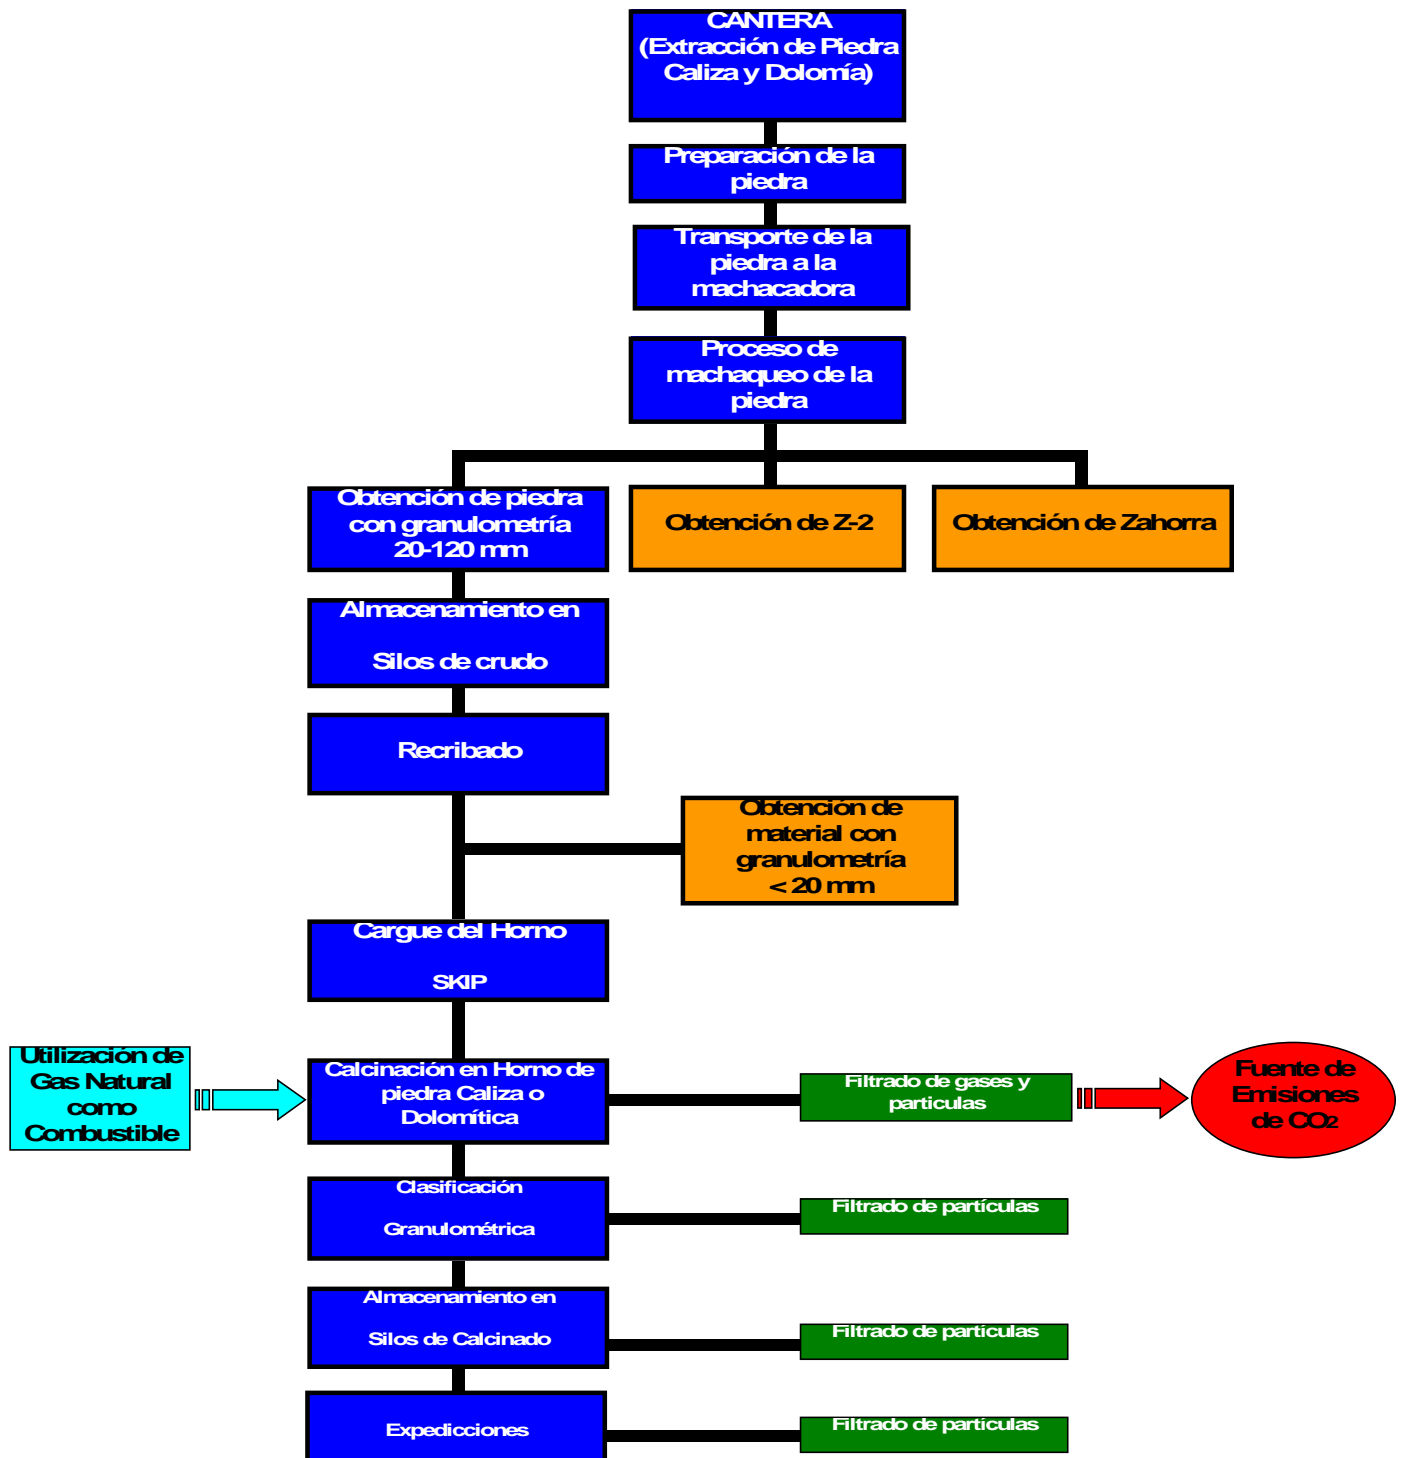 CANTERA
(Extracción de Piedra
Caliza y Dolomía)
Preparación de la
piedra
Transporte de la
piedra a la
machacadora
Proceso de
machaqueo de la
piedra
Obtención de piedra
con granulometría
20-120 mm
Obtención de Z-2
Obtención de Zahorra
Almacenamiento en
Silos de crudo
Recribado
Obtención de
material con
granulometría
< 20 mm
Cargue del Horno
SKIP
Utilización de
Gas Natural
como
Combustible
Calcinación en Horno de
piedra Caliza o
Dolomítica
Filtrado de gases y
particulas
Fuente de
Emisiones
de CO2
Clasificación
Granulométrica
Filtrado de partículas
Almacenamiento en
Silos de Calcinado
Filtrado de partículas
Expedicciones
Filtrado de partículas